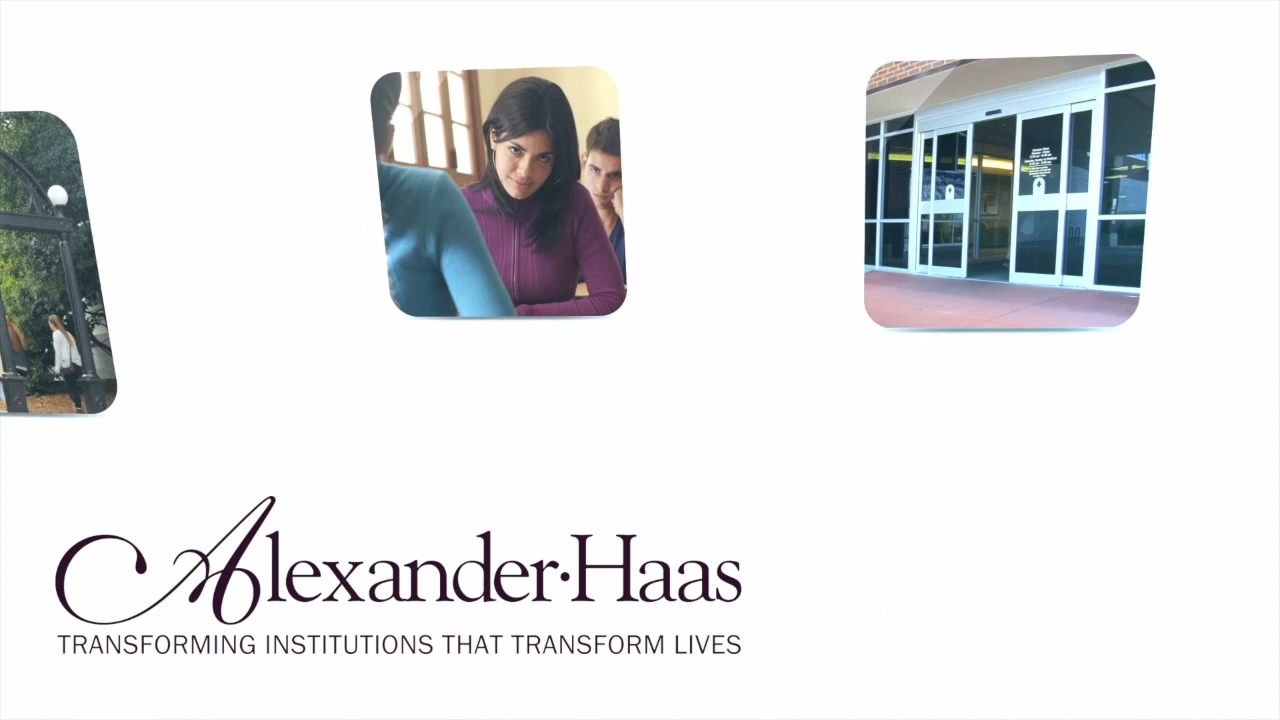 Alexander·Haas
TRANSFORMING INSTITUTIONS THAT TRANSFORM LIVES